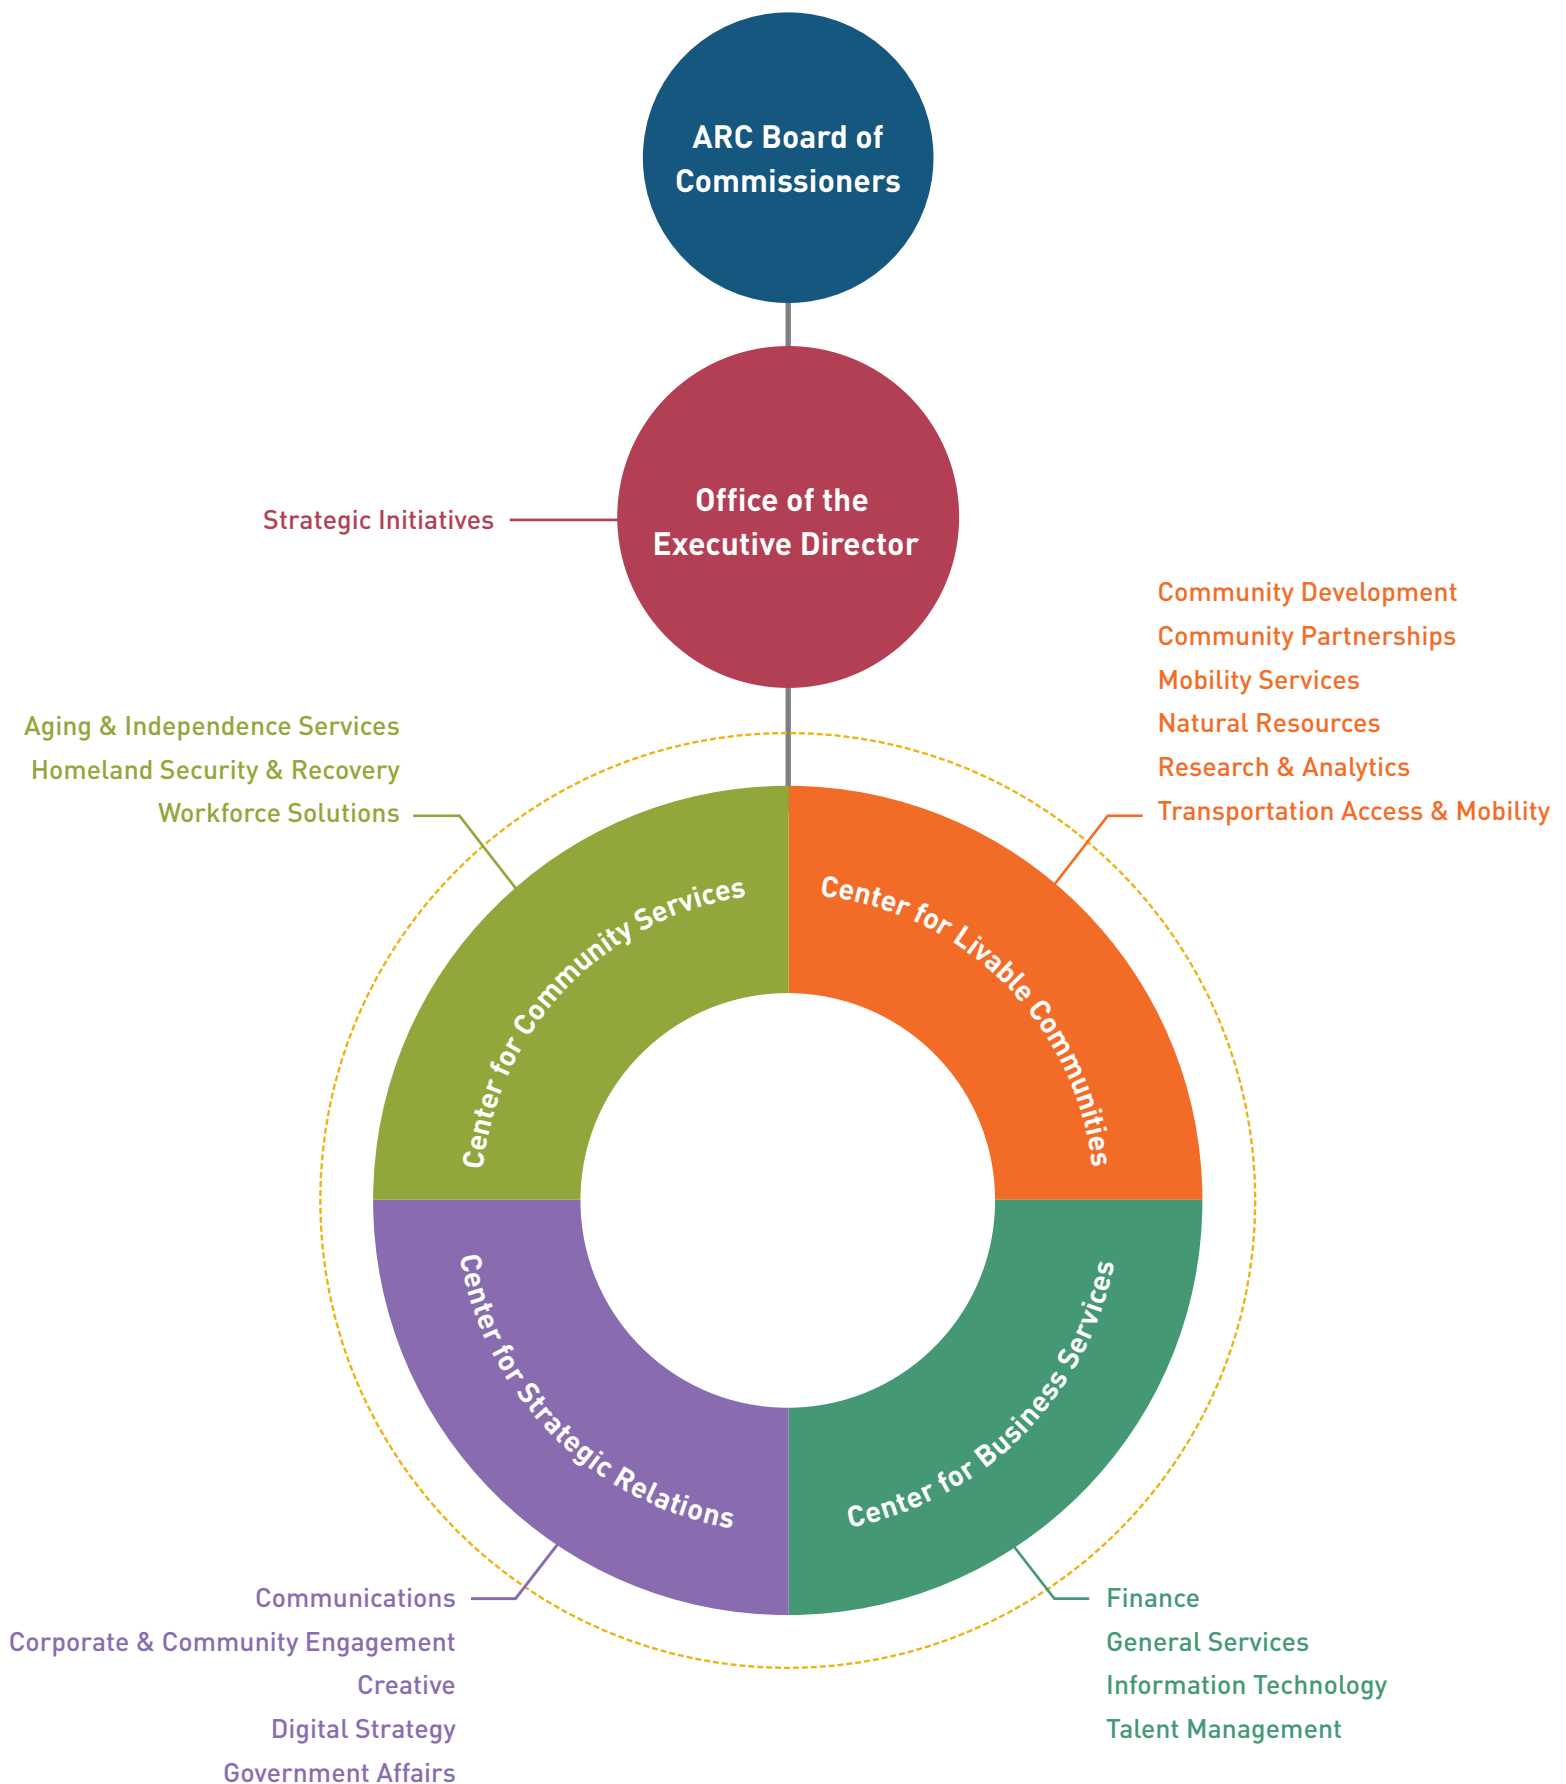 ARC Board of
Commissioners
Office of the
Executive Director
Strategic Initiatives
Community Development
Community Partnerships
Mobility Services
Natural Resources
Research & Analytics
Transportation Access & Mobility
Aging & Independence Services
Homeland Security & Recovery
Workforce Solutions
Center for Community Services
Center for Livable Communities
Center for Strategic Relations
Center for Business Services
Communications
Corporate & Community Engagement
Creative
Digital Strategy
Government Affairs
Finance
General Services
Information Technology
Talent Management